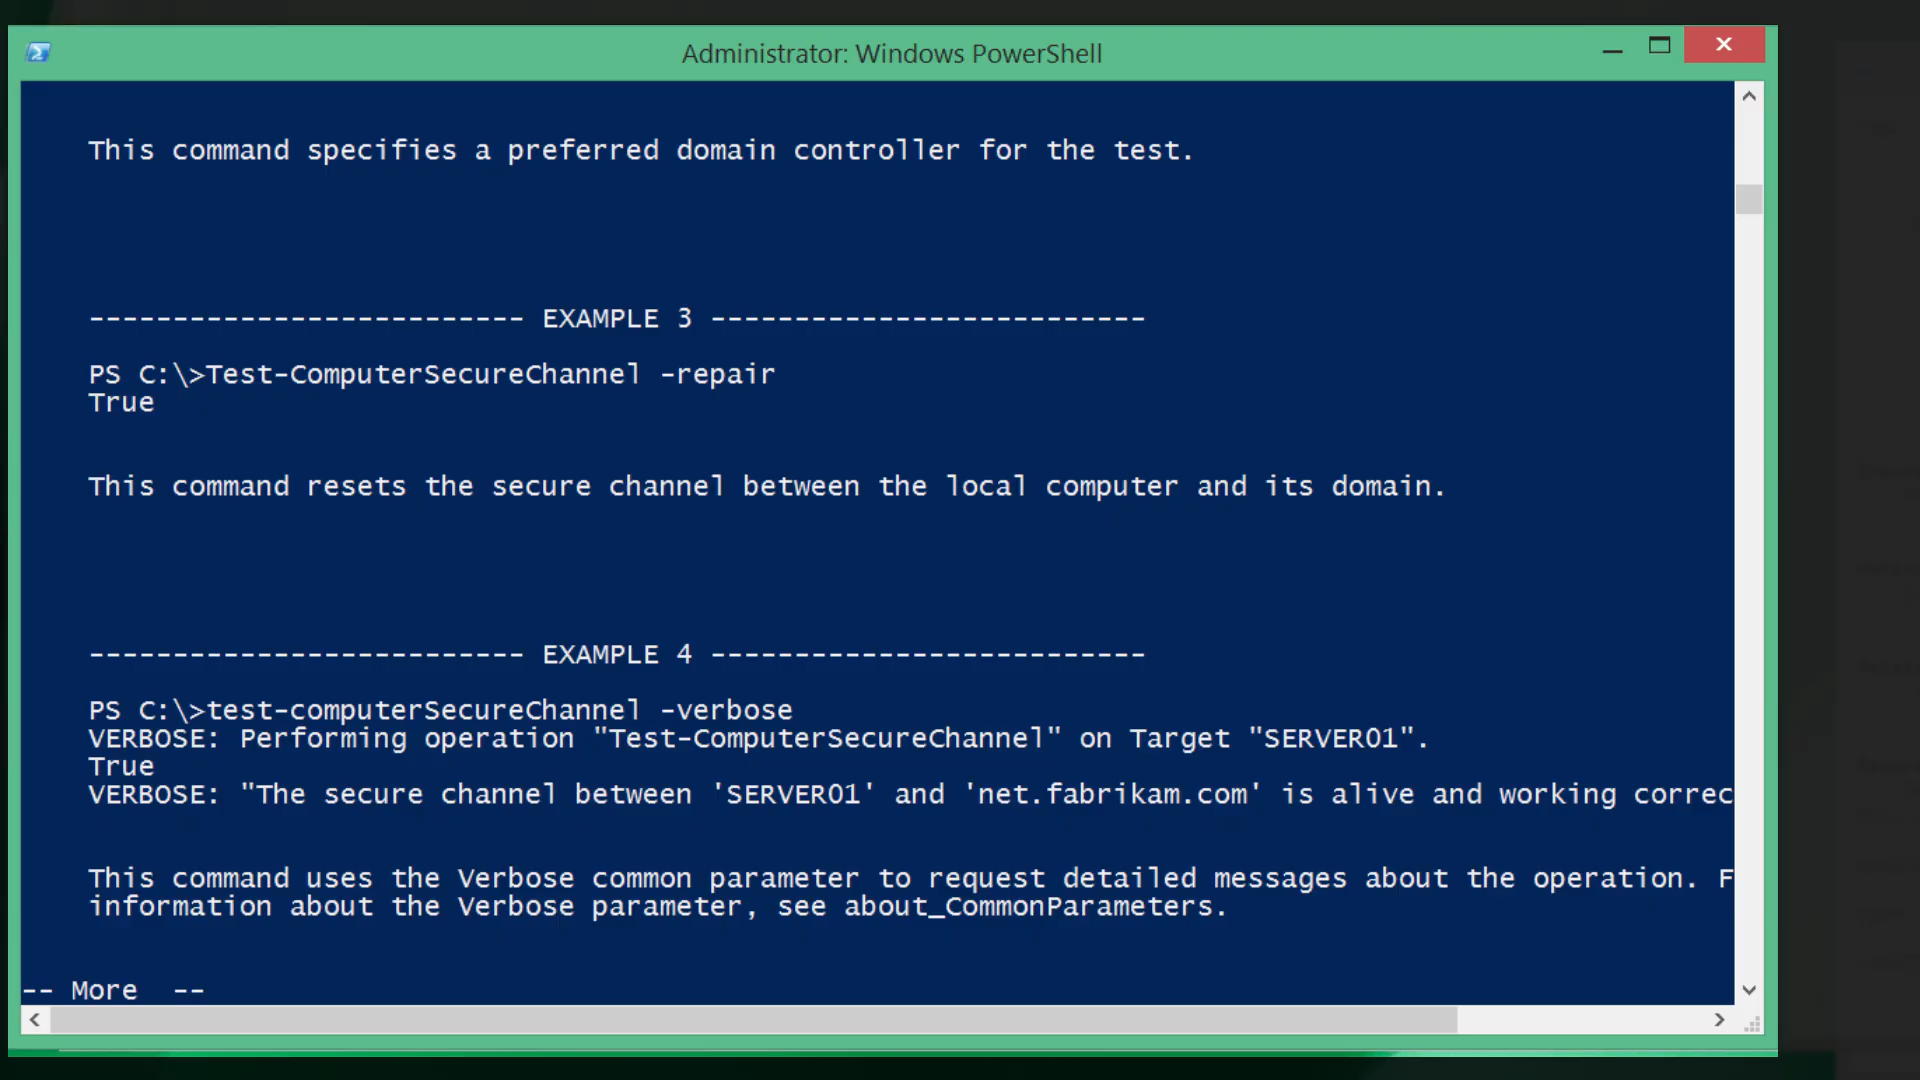 Administrator: Windows PowerShell
This command specifies a preferred domain controller for the test.
-------------------------- EXAMPLE 3 --------------------------
PS C:\>Test-ComputerSecureChannel -repair
True
This command resets the secure channel between the local computer and its domain.
-------------------------- EXAMPLE 4 --------------------------
PS C:\>test-computerSecureChannel -verbose
VERBOSE: Performing operation "Test-ComputerSecureChannel" on Target "SERVER01".
True
VERBOSE: "The secure channel between 'SERVER01' and 'net.fabrikam.com' is alive and working correc
This command uses the Verbose common parameter to request detailed messages about the operation. F
information about the Verbose parameter, see about_CommonParameters.
-- More  --